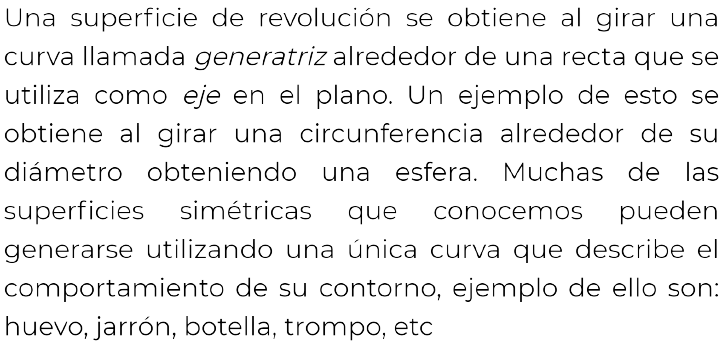 Una superficie de revolución se obtiene al girar una
curva llamada generatriz alrededor de una recta que se
utiliza como eje en el plano. Un ejemplo de esto se
obtiene al girar una circunferencia alrededor de su
diámetro obteniendo una esfera. Muchas de las
superficies simétricas que conocemos pueden
generarse utilizando una única curva que describe el
comportamiento de su contorno, ejemplo de ello son:
huevo, jarrón, botella, trompo, etc